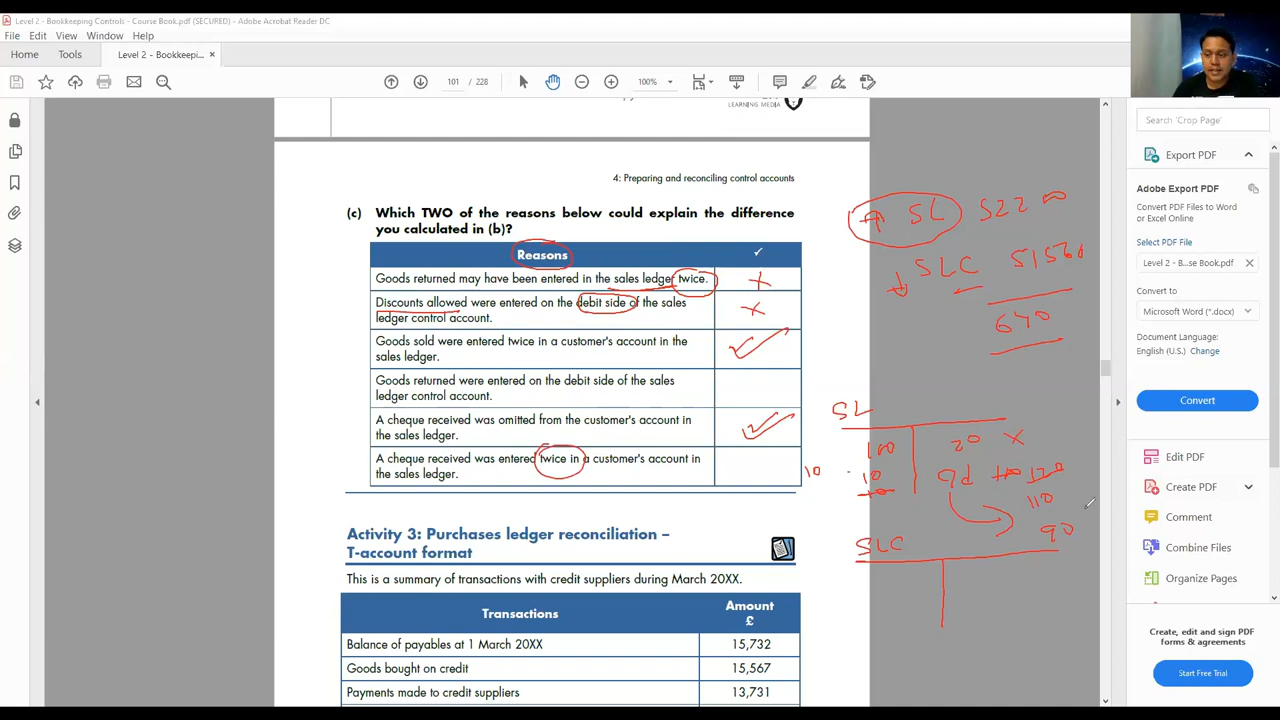 Level 2 - Bookkeeping Controls - Course Book.pdf (SECURED) - Adobe Acrobat Reader DC
File Edit View Window Help
Home Tools Level 2 - Bookkeepi... ×
101 / 228 100%
LEARNING MEDIA
4: Preparing and reconciling control accounts
(c) Which TWO of the reasons below could explain the difference
you calculated in (b)?
Reasons ✓
Goods returned may have been entered in the sales ledger twice.
Discounts allowed were entered on the debit side of the sales
ledger control account.
Goods sold were entered twice in a customer's account in the
sales ledger.
Goods returned were entered on the debit side of the sales
ledger control account.
A cheque received was omitted from the customer's account in
the sales ledger.
A cheque received was entered twice in a customer's account in
the sales ledger.
Activity 3: Purchases ledger reconciliation –
T-account format
This is a summary of transactions with credit suppliers during March 20XX.
Transactions Amount
£
Balance of payables at 1 March 20XX 15,732
Goods bought on credit 15,567
Payments made to credit suppliers 13,731
↑ SL 52200
↓ SLC 51560
640
SL
100 20 ×
10 10
110
90
SLC
Search 'Crop Page'
Export PDF
Adobe Export PDF
Convert PDF Files to Word
or Excel Online
Select PDF File
Level 2 - B...se Book.pdf
Convert to
Microsoft Word (*.docx)
Document Language:
English (U.S.) Change
Convert
Edit PDF
Create PDF
Comment
Combine Files
Organize Pages
Create, edit and sign PDF
forms & agreements
Start Free Trial